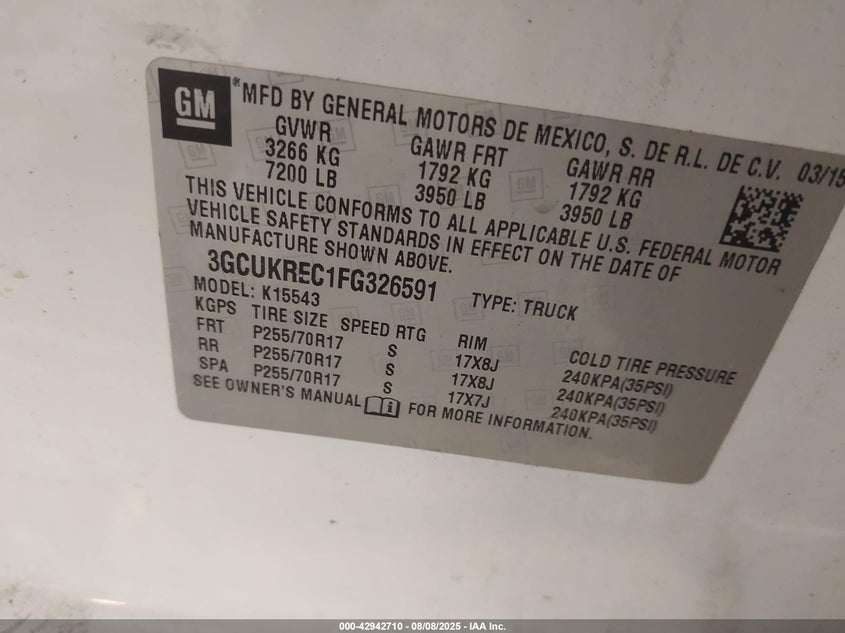 GM
*MFD BY GENERAL MOTORS DE MEXICO, S. DE R.L. DE C.V. 03/15
GVWR GAWR FRT GAWR RR
3266 KG 1792 KG 1792 KG
7200 LB 3950 LB 3950 LB
THIS VEHICLE CONFORMS TO ALL APPLICABLE U.S. FEDERAL MOTOR
VEHICLE SAFETY STANDARDS IN EFFECT ON THE DATE OF
MANUFACTURE SHOWN ABOVE.
3GCUKREC1FG326591 TYPE: TRUCK
MODEL: K15543
KGPS TIRE SIZE SPEED RTG RIM COLD TIRE PRESSURE
FRT P255/70R17 S 17X8J 240KPA(35PSI)
RR P255/70R17 S 17X8J 240KPA(35PSI)
SPA P255/70R17 S 17X7J 240KPA(35PSI)
SEE OWNER'S MANUAL FOR MORE INFORMATION.
000-42942710 - 08/08/2025 - IAA Inc.